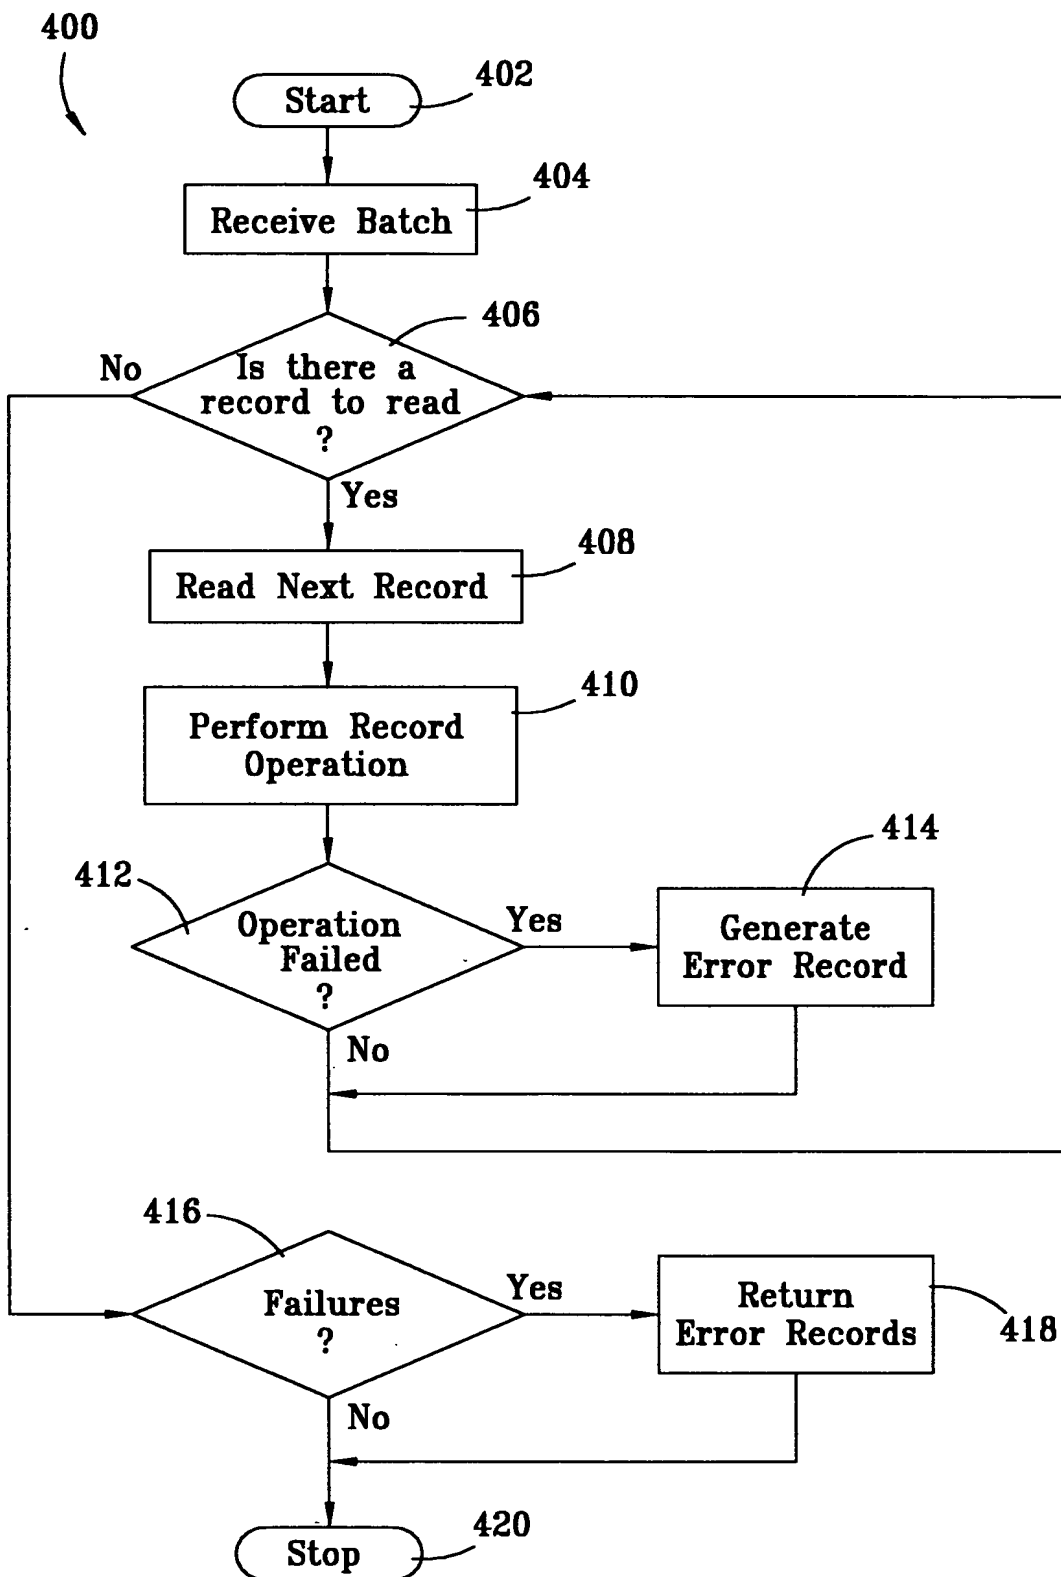 400
Start
402
Receive Batch
404
Is there a
record to read
?
406
No
Yes
Read Next Record
408
Perform Record
Operation
410
412
Operation
Failed
?
Yes
Generate
Error Record
414
No
416
Failures
?
Yes
Return
Error Records
418
No
Stop
420